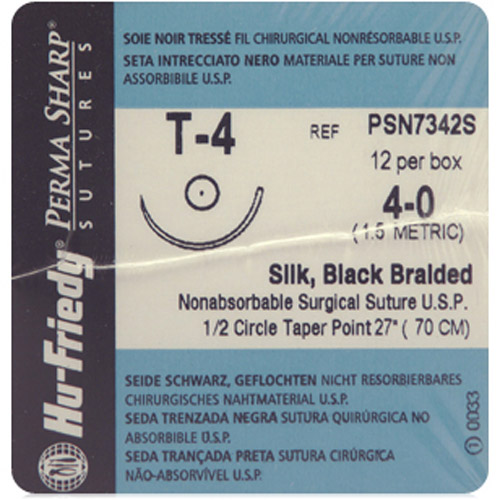 SOIE NOIR TRESSÉ FIL CHIRURGICAL NONRÉSORBABLE U.S.P.
SETA INTRECCIATO NERO MATERIALE PER SUTURE NON
ASSORBIBILE U.S.P.
T-4
REF PSN7342S
12 per box
4-0
(1.5 METRIC)
Silk, Black Braided
Nonabsorbable Surgical Suture U.S.P.
1/2 Circle Taper Point 27" ( 70 CM)
SEIDE SCHWARZ, GEFLOCHTEN NICHT RESORBIERBARES
CHIRURGISCHES NAHTMATERIAL U.S.P.
SEDA TRENZADA NEGRA SUTURA QUIRÚRGICA NO
ABSORBIBLE U.S.P.
SEDA TRANÇADA PRETA SUTURA CIRÚRGICA
NÃO-ABSORVÍVEL U.S.P.
1 0033
Hu-Friedy®
PERMA SHARP®
SUTURES